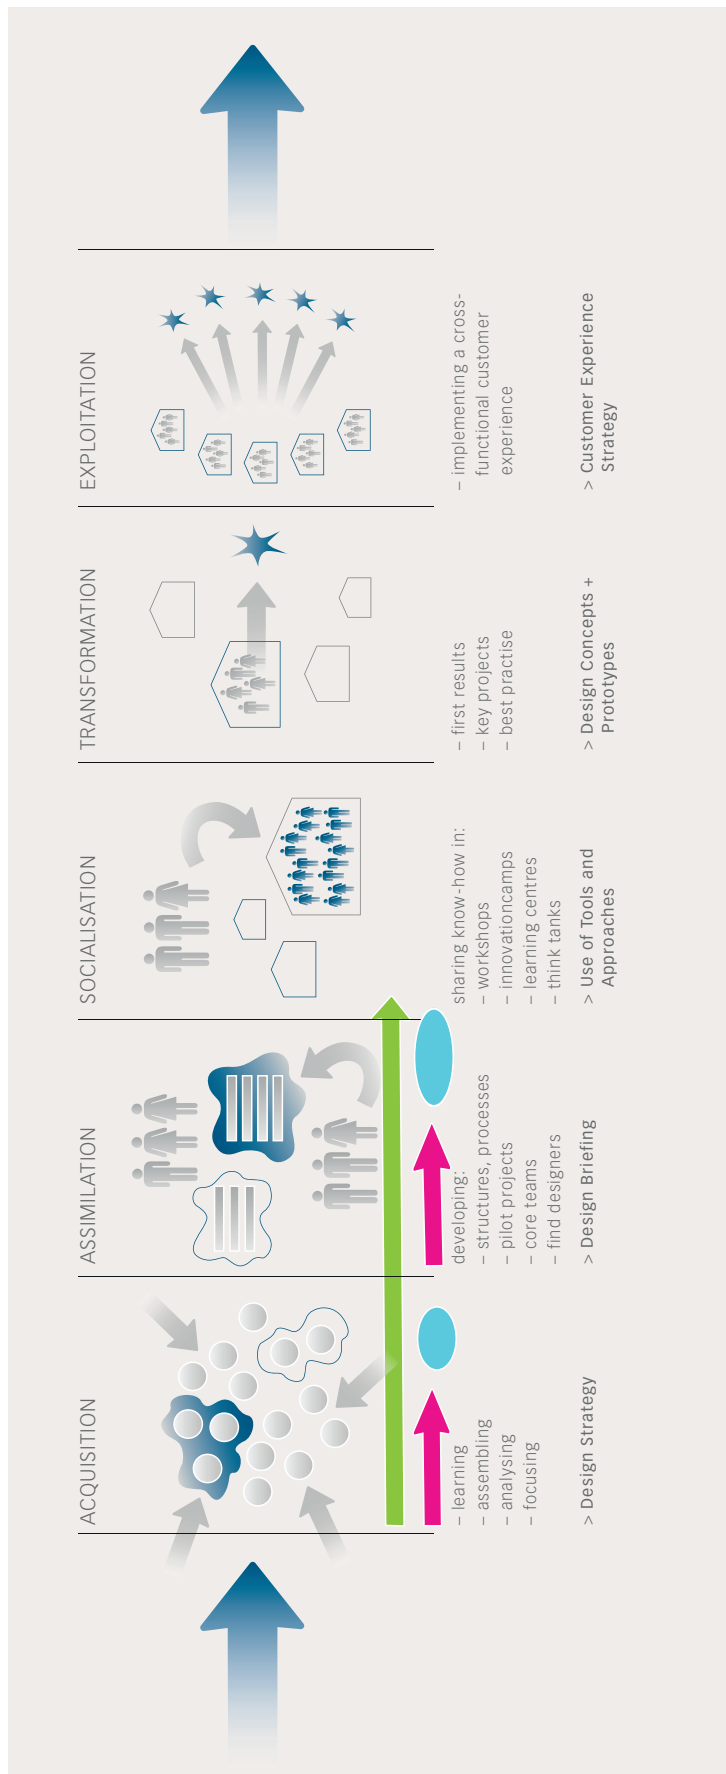 ACQUISITION
– learning
– assembling
– analysing
– focusing
> Design Strategy
ASSIMILATION
developing:
– structures, processes
– pilot projects
– core teams
– find designers
> Design Briefing
SOCIALISATION
sharing know-how in:
– workshops
– innovationcamps
– learning centres
– think tanks
> Use of Tools and
Approaches
TRANSFORMATION
– first results
– key projects
– best practise
> Design Concepts +
Prototypes
EXPLOITATION
– implementing a cross-
functional customer
experience
> Customer Experience
Strategy